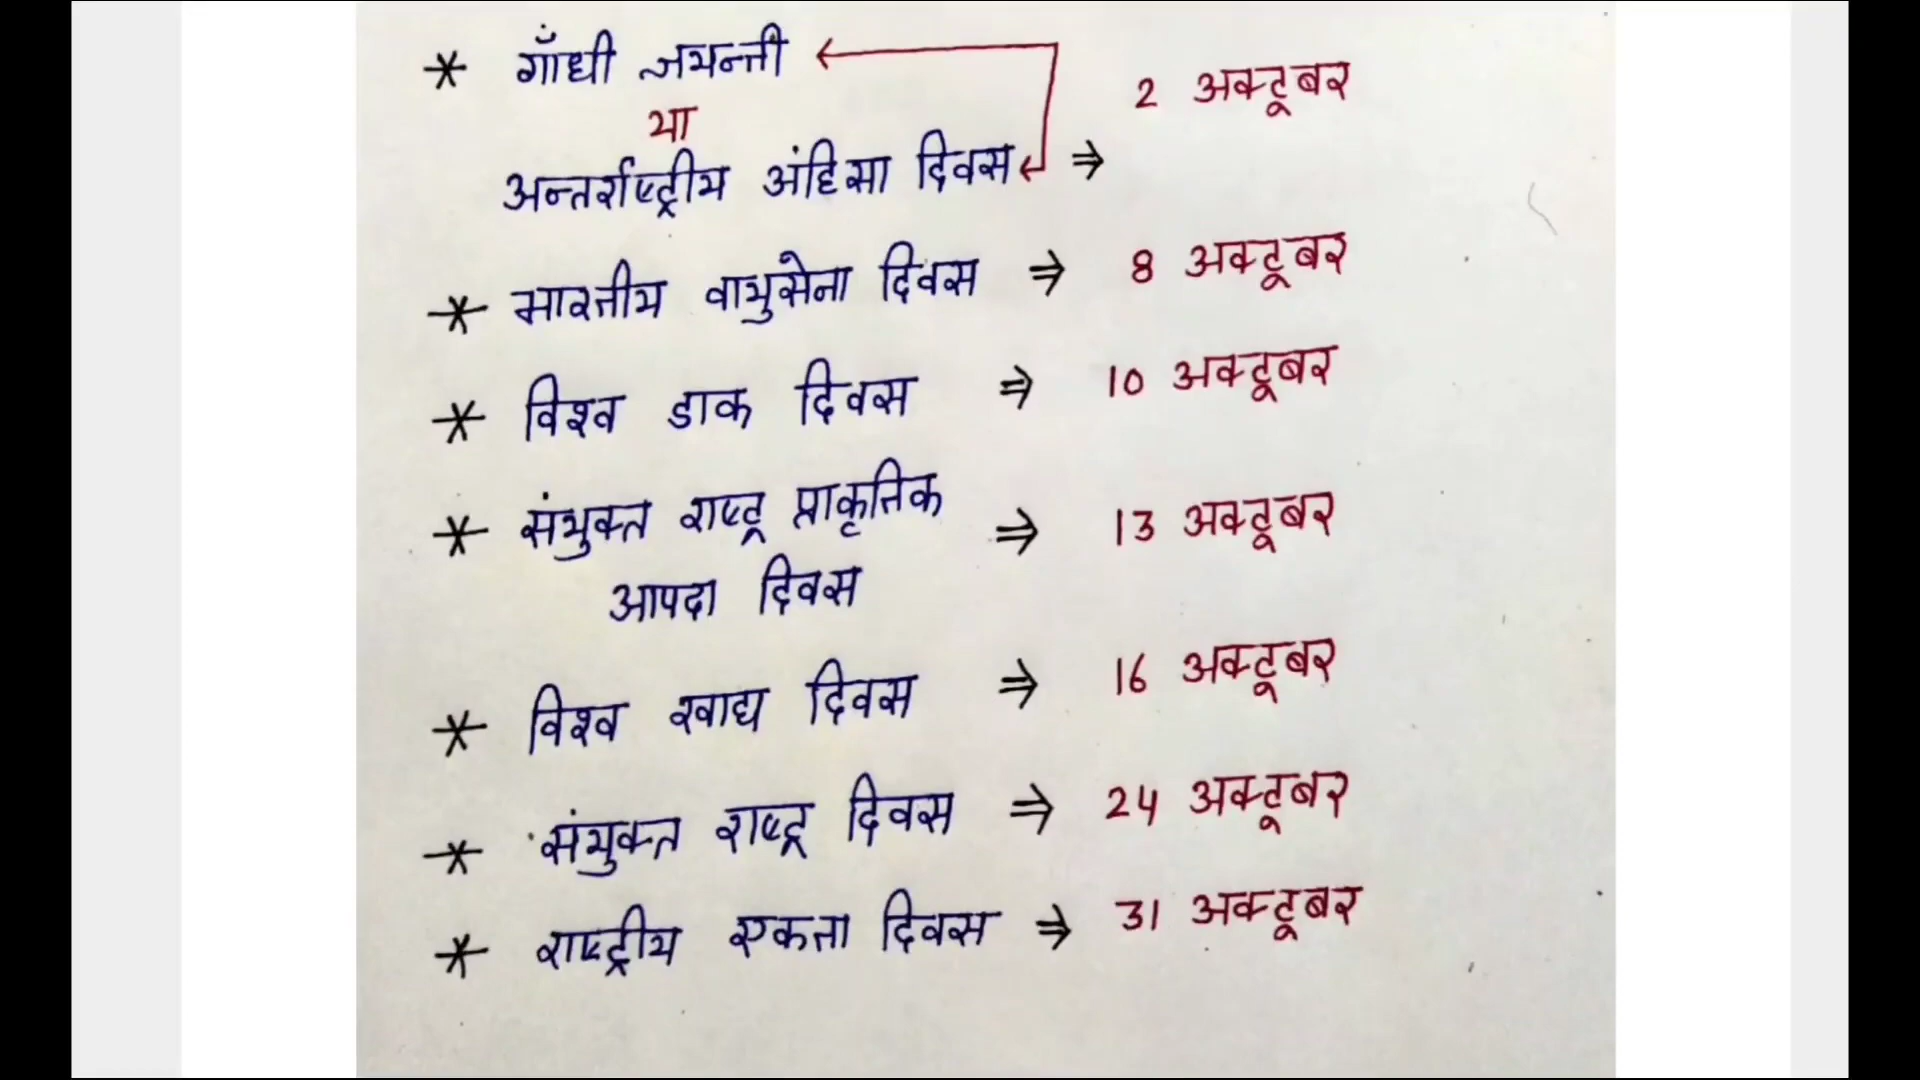 * गाँधी जयन्ती
2 अक्टूबर
या
अन्तर्राष्ट्रीय अंहिसा दिवस ⇒
* भारतीय वायुसेना दिवस ⇒ 8 अक्टूबर
* विश्व डाक दिवस ⇒ 10 अक्टूबर
* संयुक्त राष्ट्र प्राकृतिक ⇒ 13 अक्टूबर
आपदा दिवस
* विश्व खाद्य दिवस ⇒ 16 अक्टूबर
* संयुक्त राष्ट्र दिवस ⇒ 24 अक्टूबर
* राष्ट्रीय एकता दिवस ⇒ 31 अक्टूबर